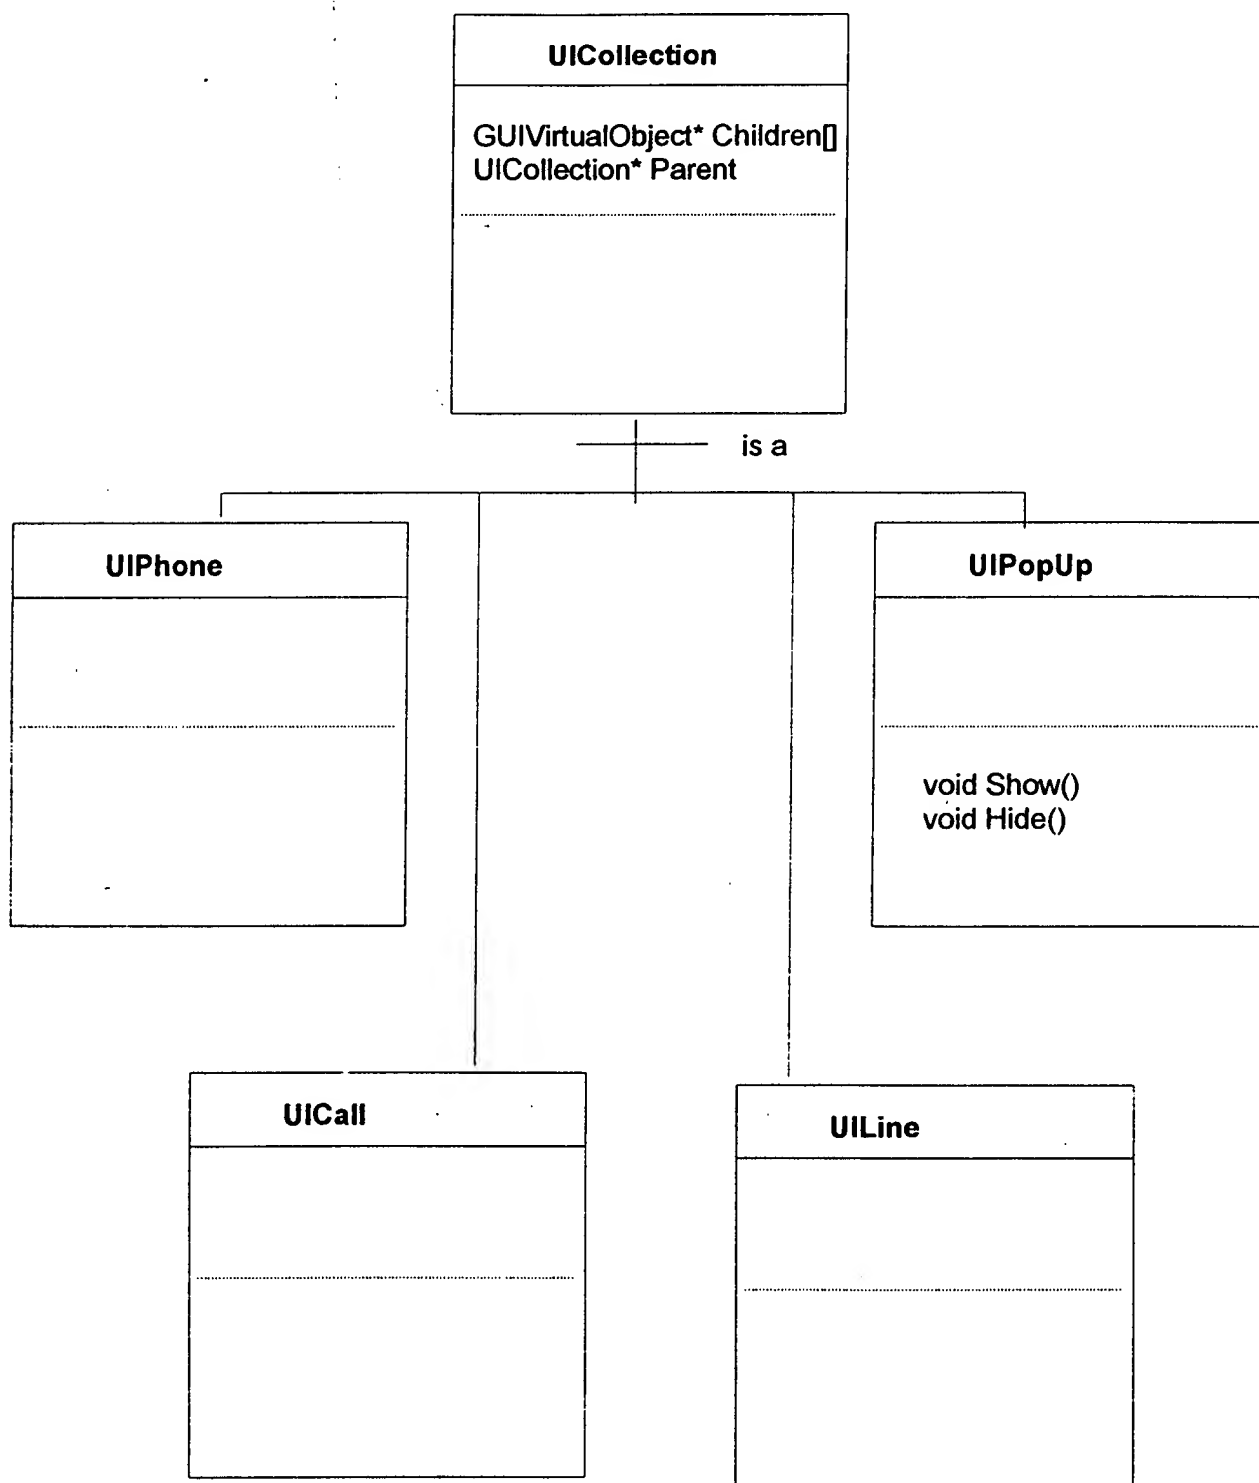 UICollection
GUIVirtualObject* Children[]
UICollection* Parent
is a
UIPhone
UIPopUp
void Show()
void Hide()
UICall
UILine